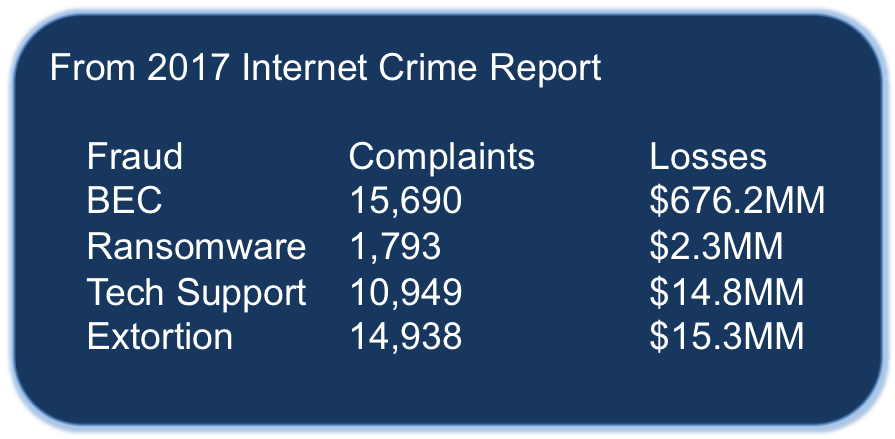 From 2017 Internet Crime Report
Fraud Complaints Losses
BEC 15,690 $676.2MM
Ransomware 1,793 $2.3MM
Tech Support 10,949 $14.8MM
Extortion 14,938 $15.3MM